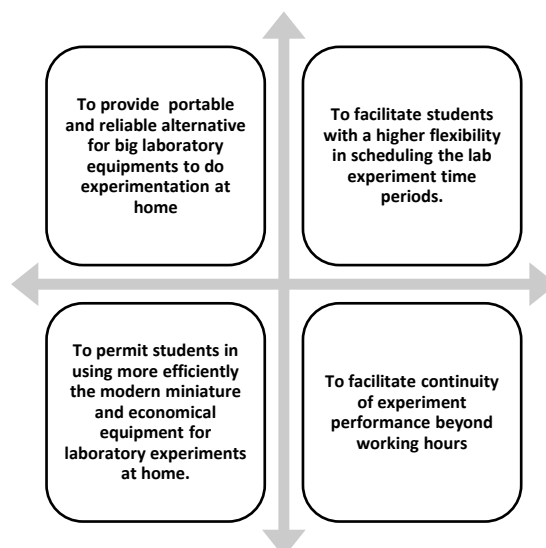 To provide portable
and reliable alternative
for big laboratory
equipments to do
experimentation at
home
To facilitate students
with a higher flexibility
in scheduling the lab
experiment time
periods.
To permit students in
using more efficiently
the modern miniature
and economical
equipment for
laboratory experiments
at home.
To facilitate continuity
of experiment
performance beyond
working hours